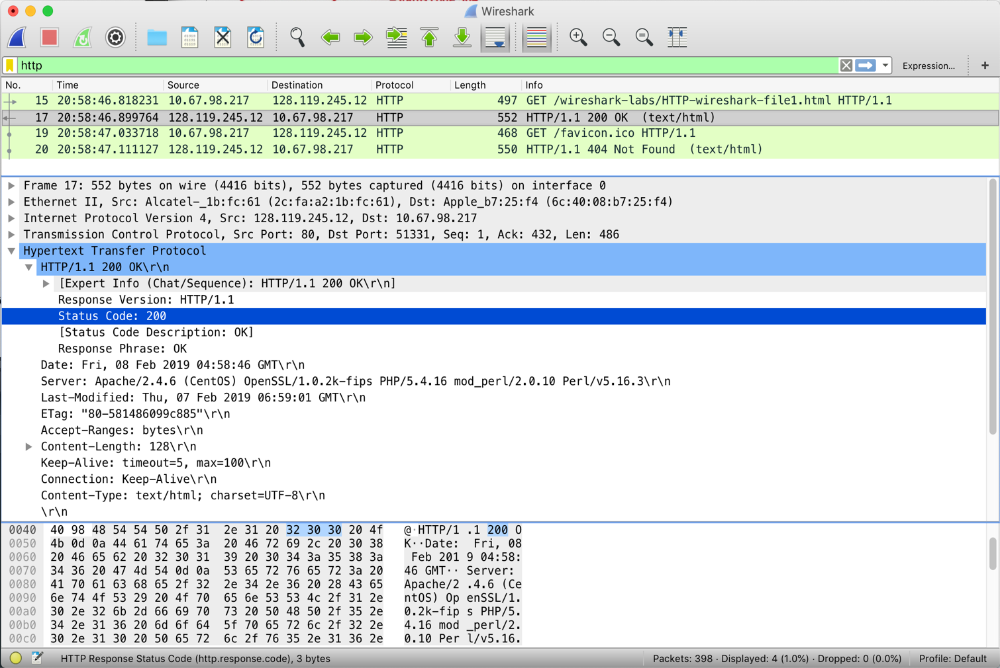 Wireshark
http
Expression...
+
No. Time Source Destination Protocol Length Info
15 20:58:46.818231 10.67.98.217 128.119.245.12 HTTP 497 GET /wireshark-labs/HTTP-wireshark-file1.html HTTP/1.1
17 20:58:46.899764 128.119.245.12 10.67.98.217 HTTP 552 HTTP/1.1 200 OK (text/html)
19 20:58:47.033718 10.67.98.217 128.119.245.12 HTTP 468 GET /favicon.ico HTTP/1.1
20 20:58:47.111127 128.119.245.12 10.67.98.217 HTTP 550 HTTP/1.1 404 Not Found (text/html)
Frame 17: 552 bytes on wire (4416 bits), 552 bytes captured (4416 bits) on interface 0
Ethernet II, Src: Alcatel-_1b:fc:61 (2c:fa:a2:1b:fc:61), Dst: Apple_b7:25:f4 (6c:40:08:b7:25:f4)
Internet Protocol Version 4, Src: 128.119.245.12, Dst: 10.67.98.217
Transmission Control Protocol, Src Port: 80, Dst Port: 51331, Seq: 1, Ack: 432, Len: 486
Hypertext Transfer Protocol
HTTP/1.1 200 OK\r\n
[Expert Info (Chat/Sequence): HTTP/1.1 200 OK\r\n]
Response Version: HTTP/1.1
Status Code: 200
[Status Code Description: OK]
Response Phrase: OK
Date: Fri, 08 Feb 2019 04:58:46 GMT\r\n
Server: Apache/2.4.6 (CentOS) OpenSSL/1.0.2k-fips PHP/5.4.16 mod_perl/2.0.10 Perl/v5.16.3\r\n
Last-Modified: Thu, 07 Feb 2019 06:59:01 GMT\r\n
ETag: "80-581486099c885"\r\n
Accept-Ranges: bytes\r\n
Content-Length: 128\r\n
Keep-Alive: timeout=5, max=100\r\n
Connection: Keep-Alive\r\n
Content-Type: text/html; charset=UTF-8\r\n
\r\n
0040 40 98 48 54 54 50 2f 31 2e 31 20 32 30 30 20 4f @·HTTP/1 .1 200 O
0050 4b 0d 0a 44 61 74 65 3a 20 46 72 69 2c 20 30 38 K··Date: Fri, 08
0060 20 46 65 62 20 32 30 31 39 20 30 34 3a 35 38 3a Feb 201 9 04:58:
0070 34 36 20 47 4d 54 0d 0a 53 65 72 76 65 72 3a 20 46 GMT·· Server:
0080 41 70 61 63 68 65 2f 32 2e 34 2e 36 20 28 43 65 Apache/2 .4.6 (Ce
0090 6e 74 4f 53 29 20 4f 70 65 6e 53 53 4c 2f 31 2e ntOS) Op enSSL/1.
00a0 30 2e 32 6b 2d 66 69 70 73 20 50 48 50 2f 35 2e 0.2k-fip s PHP/5.
00b0 34 2e 31 36 20 6d 6f 64 5f 70 65 72 6c 2f 32 2e 4.16 mod _perl/2.
00c0 30 2e 31 30 20 50 65 72 6c 2f 76 35 2e 31 36 2e 0.10 Per l/v5.16.
HTTP Response Status Code (http.response.code), 3 bytes
Packets: 398 · Displayed: 4 (1.0%) · Dropped: 0 (0.0%)
Profile: Default